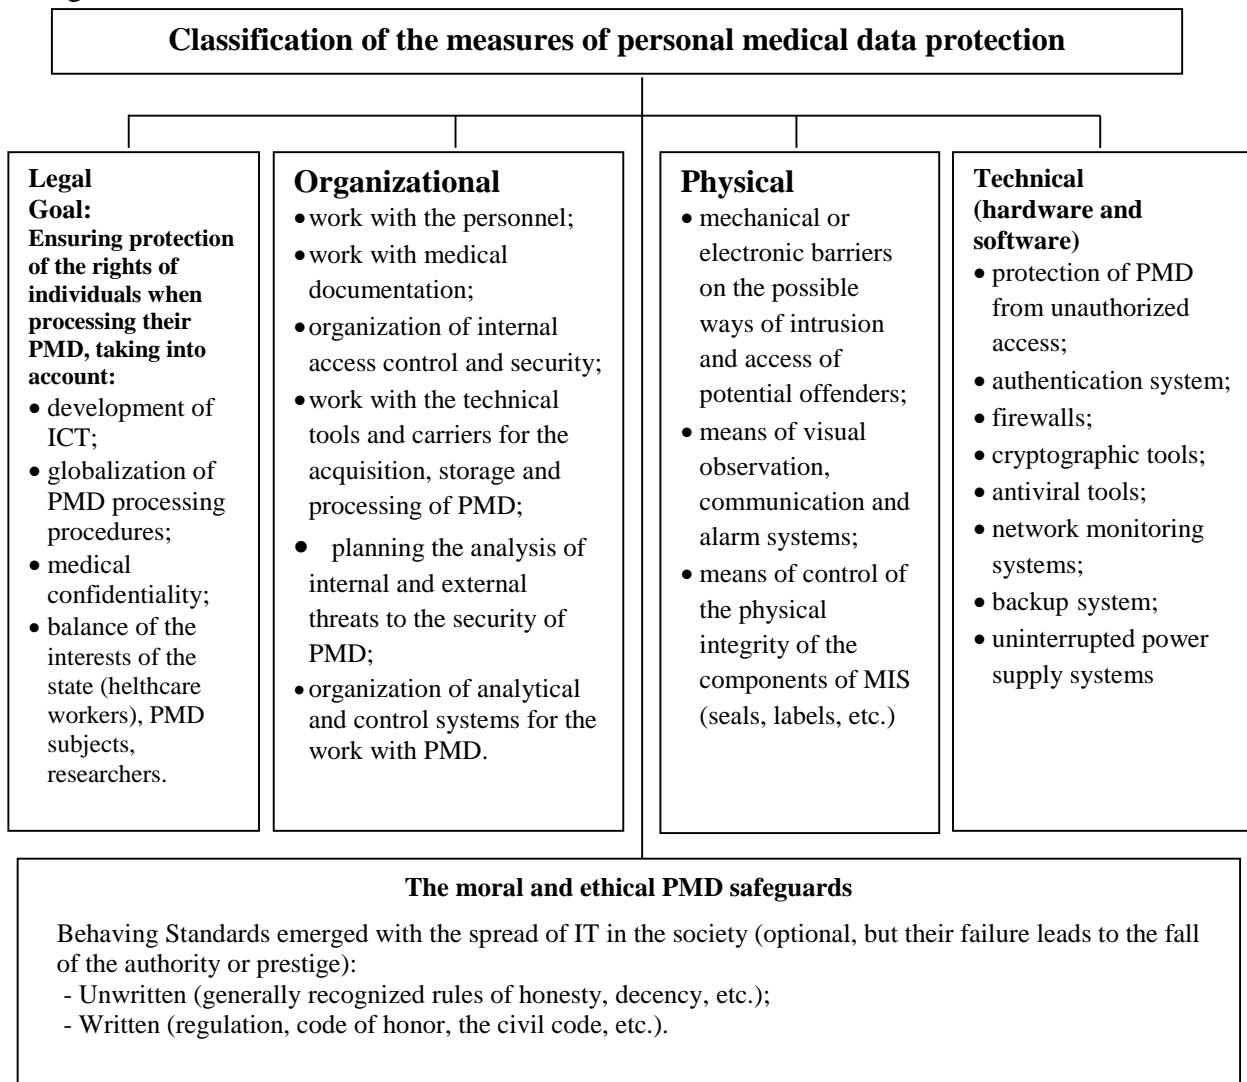 Classification of the measures of personal medical data protection
Legal
Goal:
Ensuring protection
of the rights of
individuals when
processing their
PMD, taking into
account:
• development of
ICT;
• globalization of
PMD processing
procedures;
• medical
confidentiality;
• balance of the
interests of the
state (helthcare
workers), PMD
subjects,
researchers.
Organizational
• work with the personnel;
• work with medical
documentation;
• organization of internal
access control and security;
• work with the technical
tools and carriers for the
acquisition, storage and
processing of PMD;
• planning the analysis of
internal and external
threats to the security of
PMD;
• organization of analytical
and control systems for the
work with PMD.
Physical
• mechanical or
electronic barriers
on the possible
ways of intrusion
and access of
potential offenders;
• means of visual
observation,
communication and
alarm systems;
• means of control of
the physical
integrity of the
components of MIS
(seals, labels, etc.)
Technical
(hardware and
software)
• protection of PMD
from unauthorized
access;
• authentication system;
• firewalls;
• cryptographic tools;
• antiviral tools;
• network monitoring
systems;
• backup system;
• uninterrupted power
supply systems
The moral and ethical PMD safeguards
Behaving Standards emerged with the spread of IT in the society (optional, but their failure leads to the fall
of the authority or prestige):
- Unwritten (generally recognized rules of honesty, decency, etc.);
- Written (regulation, code of honor, the civil code, etc.).